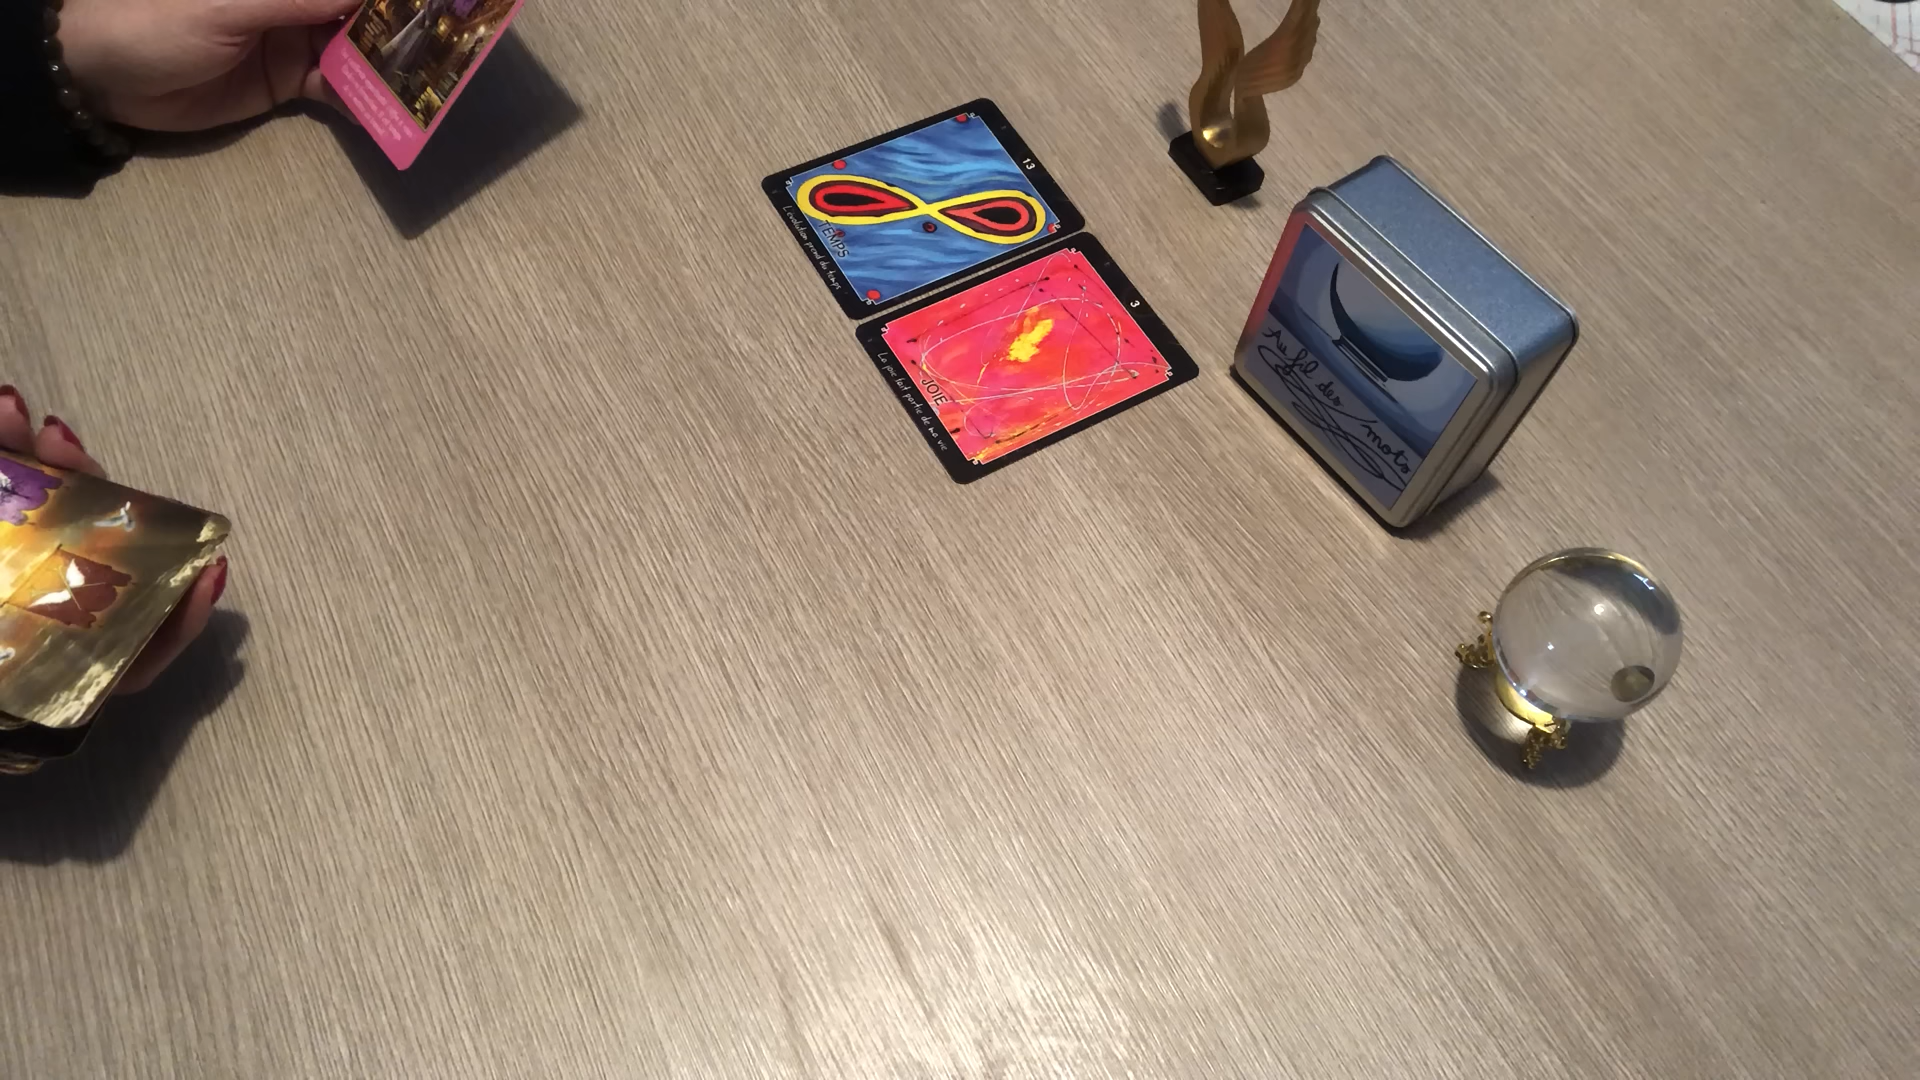 13
TEMPS
L'évolution prend du temps
3
JOIE
La joie fait partie de ma vie
Au fil des mots